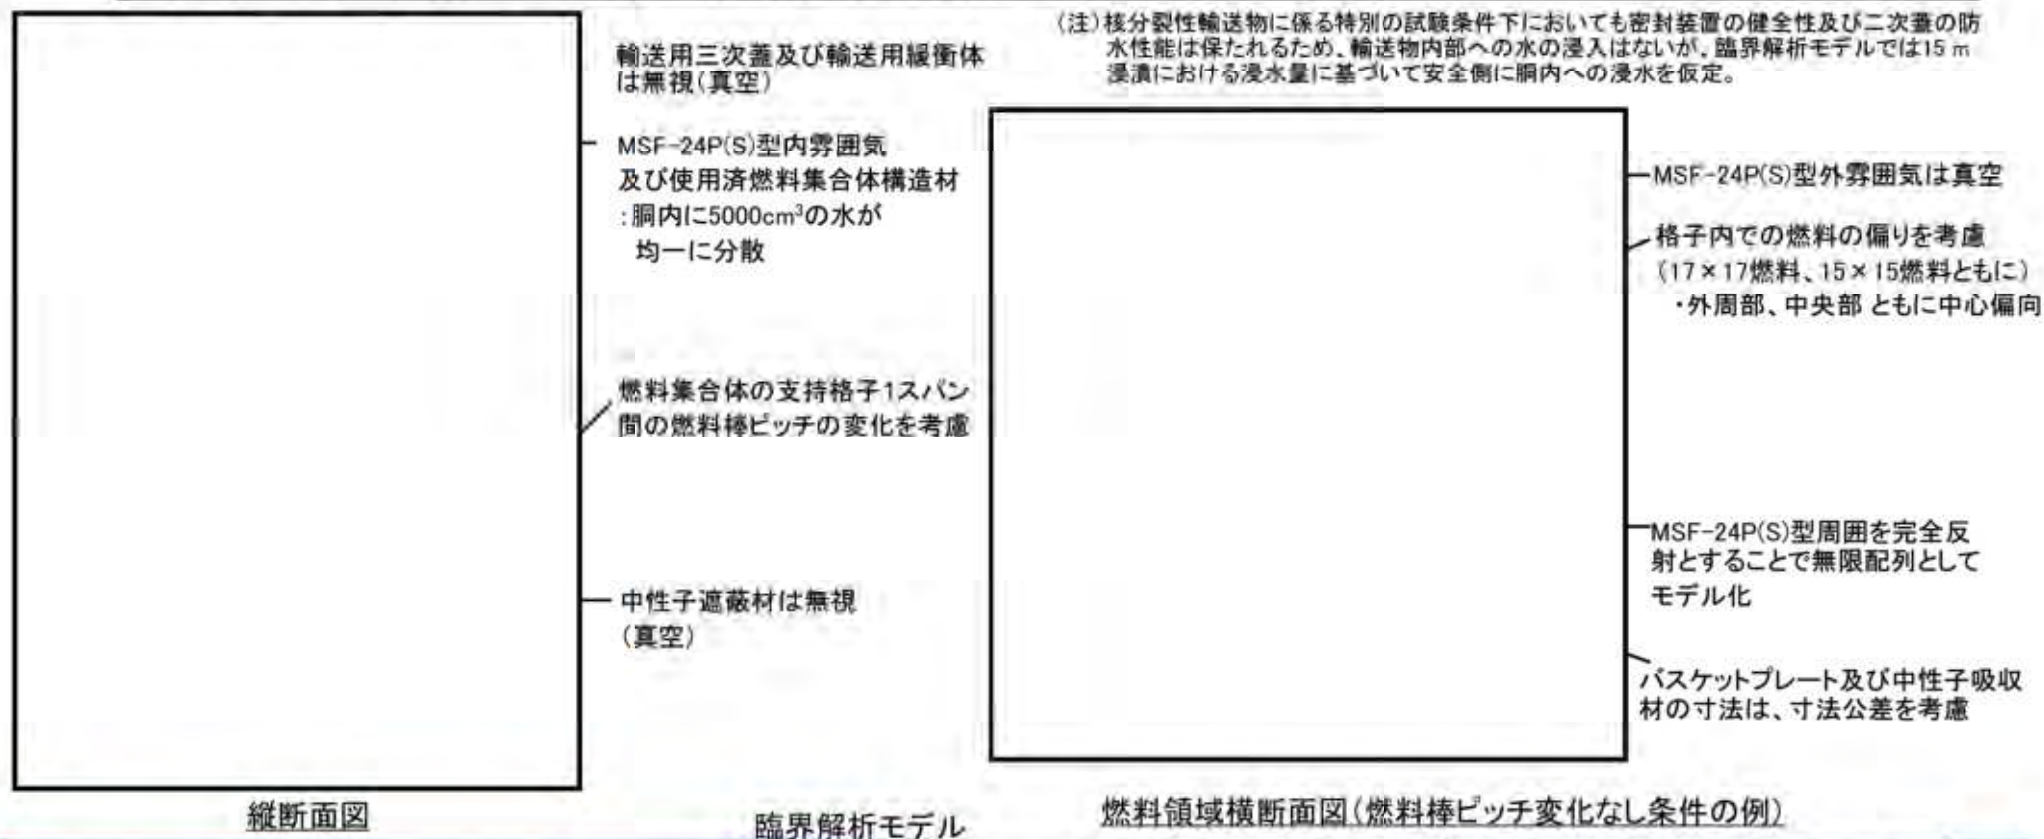 (注)核分裂性輸送物に係る特別の試験条件下においても密封装置の健全性及び二次蓋の防
水性能は保たれるため、輸送物内部への水の浸入はないが、臨界解析モデルでは15 m
浸漬における浸水量に基づいて安全側に胴内への浸水を仮定。
輸送用三次蓋及び輸送用緩衝体
は無視(真空)
MSF-24P(S)型内雰囲気
及び使用済燃料集合体構造材
:胴内に5000cm³の水が
均一に分散
燃料集合体の支持格子1スパン
間の燃料棒ピッチの変化を考慮
中性子遮蔽材は無視
(真空)
縦断面図
MSF-24P(S)型外雰囲気は真空
格子内での燃料の偏りを考慮
(17×17燃料、15×15燃料ともに)
・外周部、中央部 ともに中心偏向
MSF-24P(S)型周囲を完全反
射とすることで無限配列として
モデル化
バスケットプレート及び中性子吸収
材の寸法は、寸法公差を考慮
燃料領域横断面図(燃料棒ピッチ変化なし条件の例)
臨界解析モデル